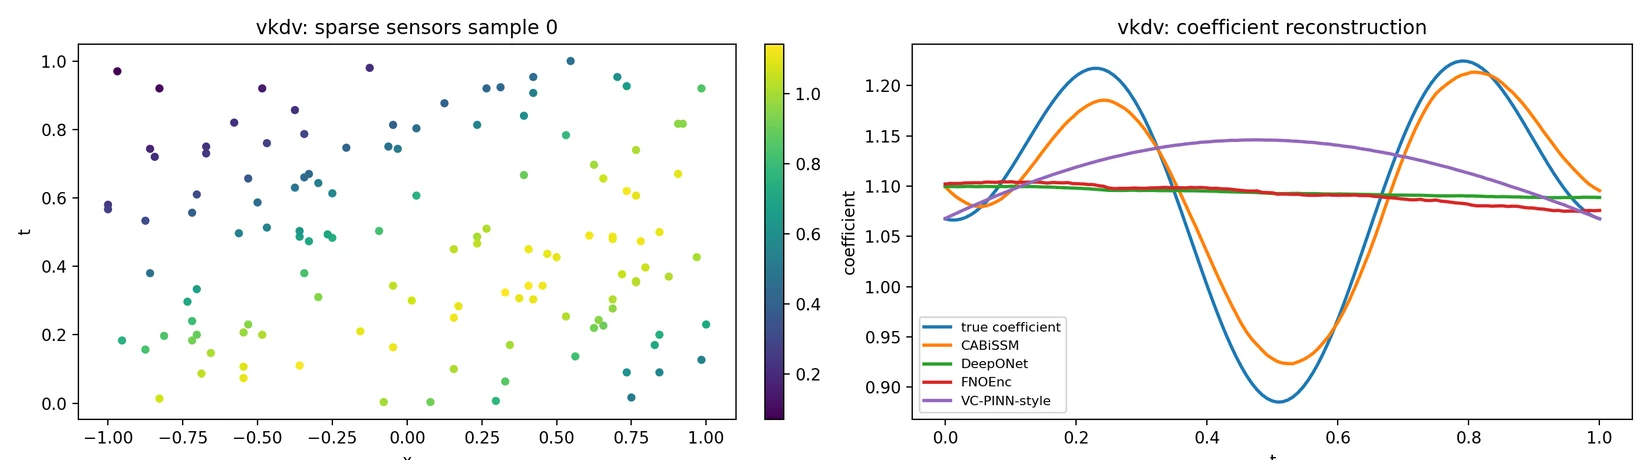 vkdv: sparse sensors sample 0
1.0
0.8
0.6
0.4
0.2
0.0
t
−1.00 −0.75 −0.50 −0.25 0.00 0.25 0.50 0.75 1.00
1.0
0.8
0.6
0.4
0.2
vkdv: coefficient reconstruction
1.20
1.15
1.10
1.05
1.00
0.95
0.90
coefficient
true coefficient
CABiSSM
DeepONet
FNOEnc
VC-PINN-style
0.0 0.2 0.4 0.6 0.8 1.0